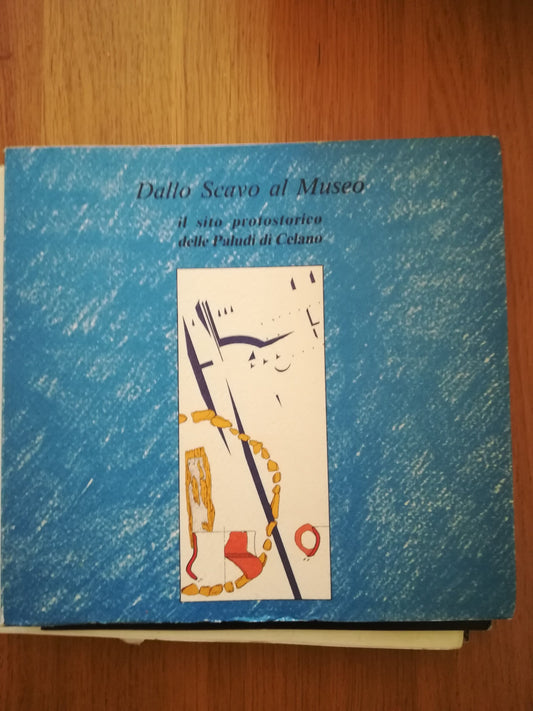 Dallo Scavo al Museo
il sito protostorico
delle Paludi di Celano